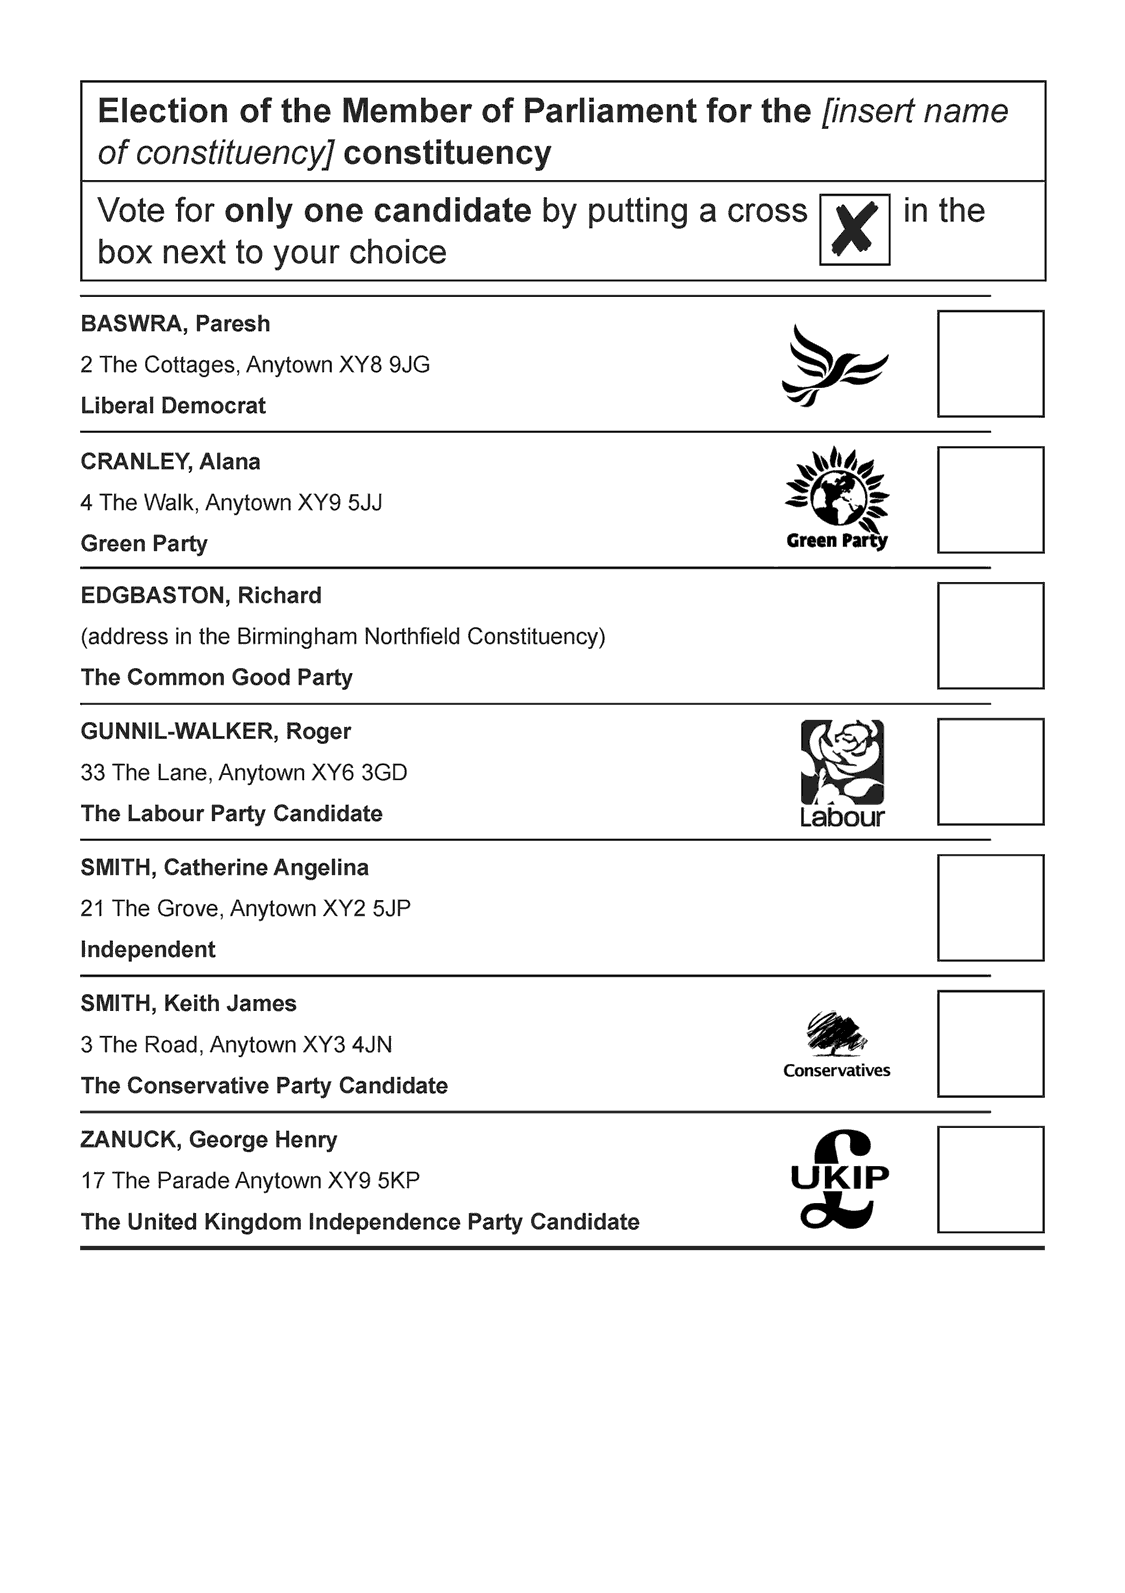 Election of the Member of Parliament for the [insert name
of constituency] constituency
Vote for only one candidate by putting a cross in the
box next to your choice
BASWRA, Paresh
2 The Cottages, Anytown XY8 9JG
Liberal Democrat
CRANLEY, Alana
4 The Walk, Anytown XY9 5JJ
Green Party
Green Party
EDGBASTON, Richard
(address in the Birmingham Northfield Constituency)
The Common Good Party
GUNNIL-WALKER, Roger
33 The Lane, Anytown XY6 3GD
The Labour Party Candidate
Labour
SMITH, Catherine Angelina
21 The Grove, Anytown XY2 5JP
Independent
SMITH, Keith James
3 The Road, Anytown XY3 4JN
The Conservative Party Candidate
Conservatives
ZANUCK, George Henry
17 The Parade Anytown XY9 5KP
The United Kingdom Independence Party Candidate
UKIP